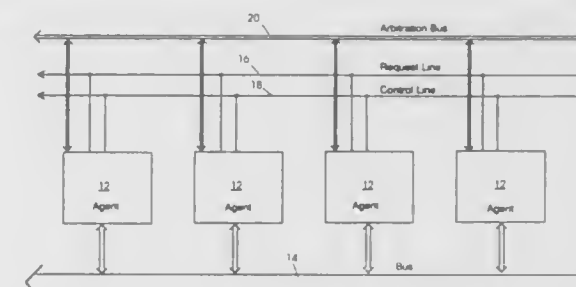 20
Arbitration Bus
16
Request Line
18
Control Line
12
Agent
12
Agent
12
Agent
12
Agent
14
Bus